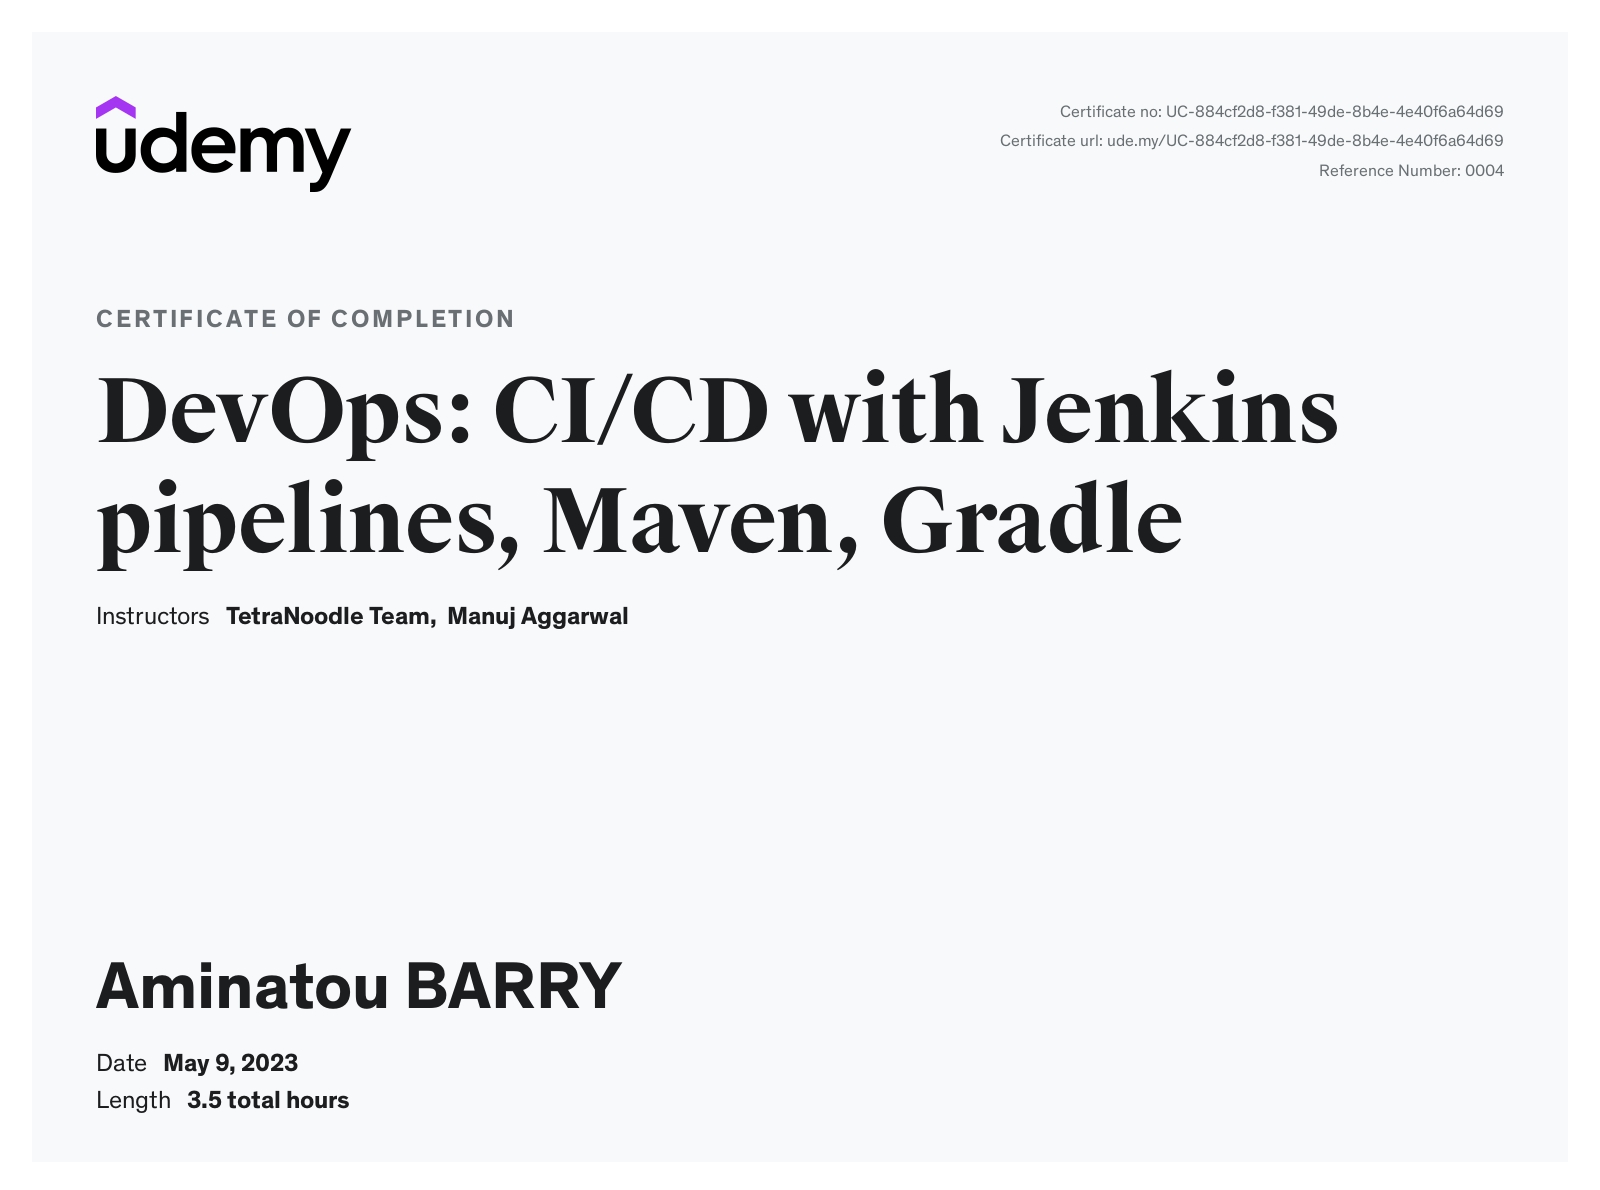 udemy
Certificate no: UC-884cf2d8-f381-49de-8b4e-4e40f6a64d69
Certificate url: ude.my/UC-884cf2d8-f381-49de-8b4e-4e40f6a64d69
Reference Number: 0004
CERTIFICATE OF COMPLETION
DevOps: CI/CD with Jenkins
pipelines, Maven, Gradle
Instructors TetraNoodle Team, Manuj Aggarwal
Aminatou BARRY
Date May 9, 2023
Length 3.5 total hours